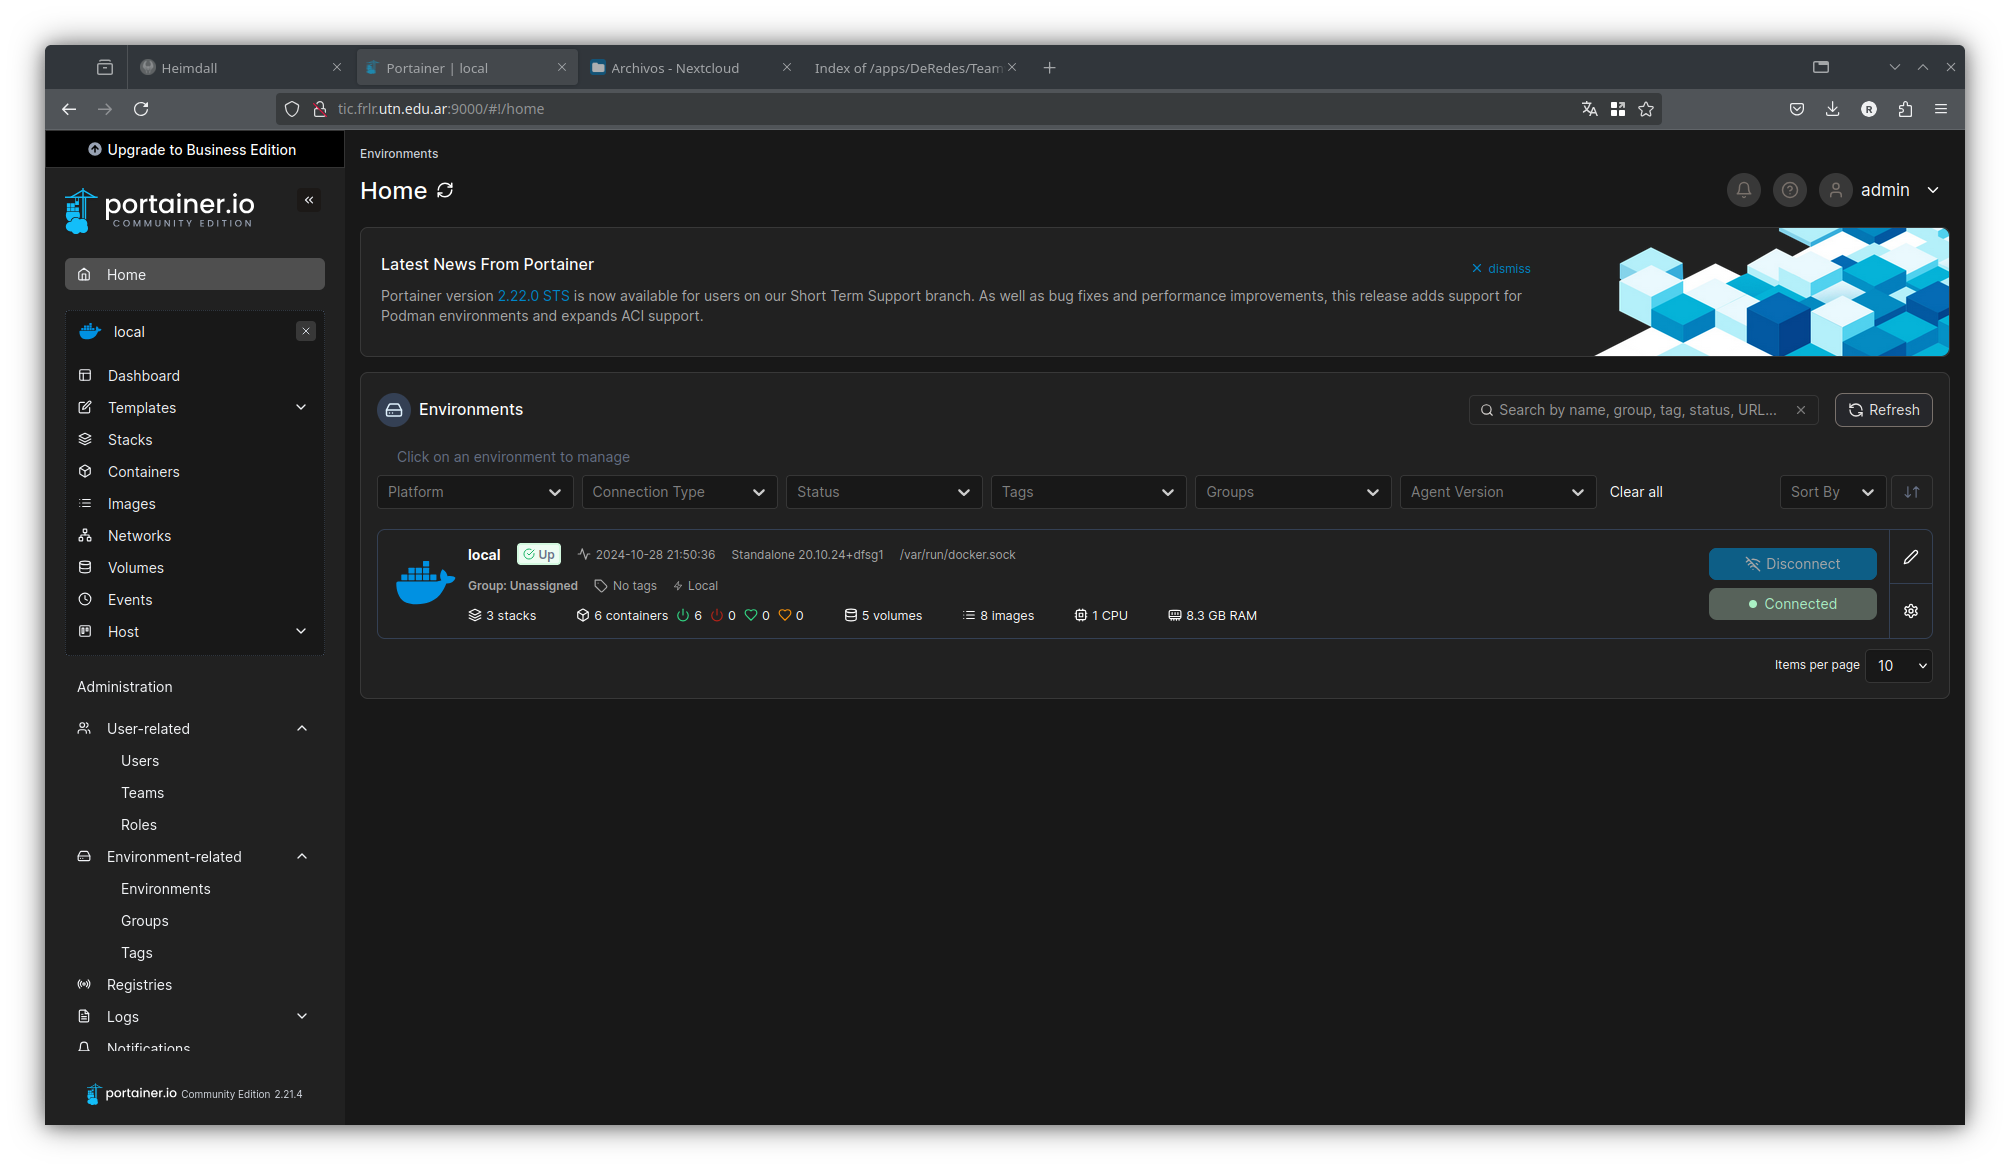 Heimdall
Portainer | local
Archivos - Nextcloud
Index of /apps/DeRedes/Team
tic.frlr.utn.edu.ar:9000/#!/home
Upgrade to Business Edition
portainer.io
COMMUNITY EDITION
Home
local
Dashboard
Templates
Stacks
Containers
Images
Networks
Volumes
Events
Host
Administration
User-related
Users
Teams
Roles
Environment-related
Environments
Groups
Tags
Registries
Logs
Notifications
portainer.io Community Edition 2.21.4
Environments
Home
admin
Latest News From Portainer
dismiss
Portainer version 2.22.0 STS is now available for users on our Short Term Support branch. As well as bug fixes and performance improvements, this release adds support for
Podman environments and expands ACI support.
Environments
Search by name, group, tag, status, URL...
Refresh
Click on an environment to manage
Platform
Connection Type
Status
Tags
Groups
Agent Version
Clear all
Sort By
local Up 2024-10-28 21:50:36 Standalone 20.10.24+dfsg1 /var/run/docker.sock
Group: Unassigned No tags Local
3 stacks 6 containers 6 0 0 0 5 volumes 8 images 1 CPU 8.3 GB RAM
Disconnect
Connected
Items per page 10